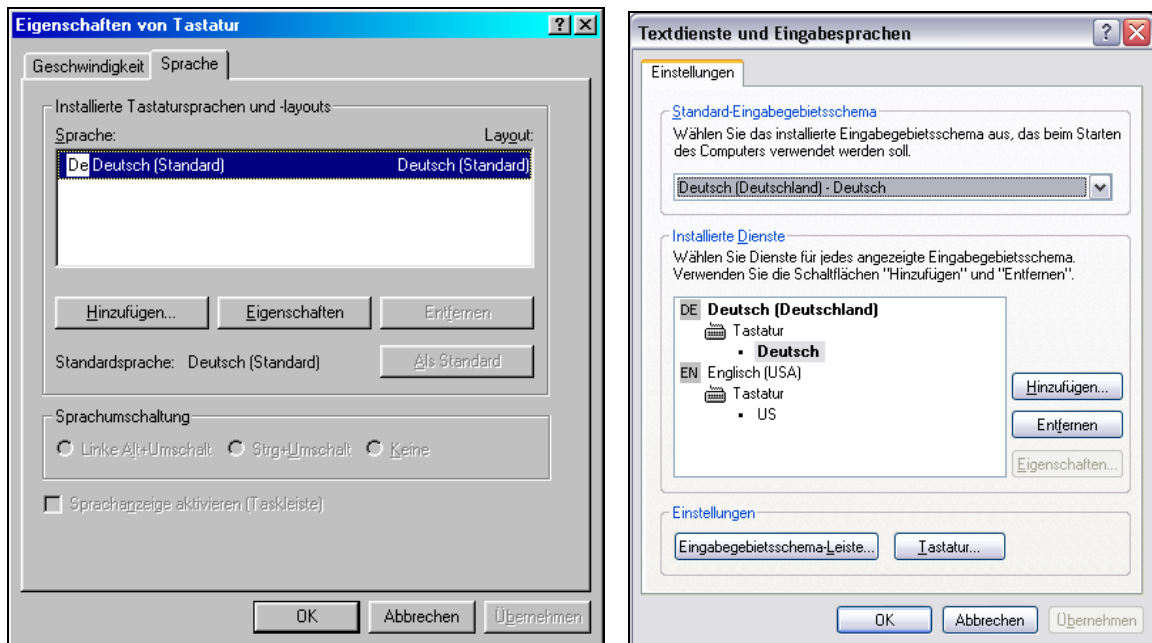 Eigenschaften von Tastatur
Geschwindigkeit Sprache
Installierte Tastatursprachen und -layouts
Sprache: Layout:
De Deutsch (Standard) Deutsch (Standard)
Hinzufügen... Eigenschaften Entfernen
Standardsprache: Deutsch (Standard) Als Standard
Sprachumschaltung
Linke Alt+Umschalt Strg+Umschalt Keine
Sprachanzeige aktivieren (Taskleiste)
OK Abbrechen Übernehmen
Textdienste und Eingabesprachen
Einstellungen
Standard-Eingabegebietsschema
Wählen Sie das installierte Eingabegebietsschema aus, das beim Starten
des Computers verwendet werden soll.
Deutsch (Deutschland) - Deutsch
Installierte Dienste
Wählen Sie Dienste für jedes angezeigte Eingabegebietsschema.
Verwenden Sie die Schaltflächen "Hinzufügen" und "Entfernen".
DE Deutsch (Deutschland)
Tastatur
Deutsch
EN Englisch (USA)
Tastatur
US
Hinzufügen...
Entfernen
Eigenschaften...
Einstellungen
Eingabegebietsschema-Leiste... Tastatur...
OK Abbrechen Übernehmen